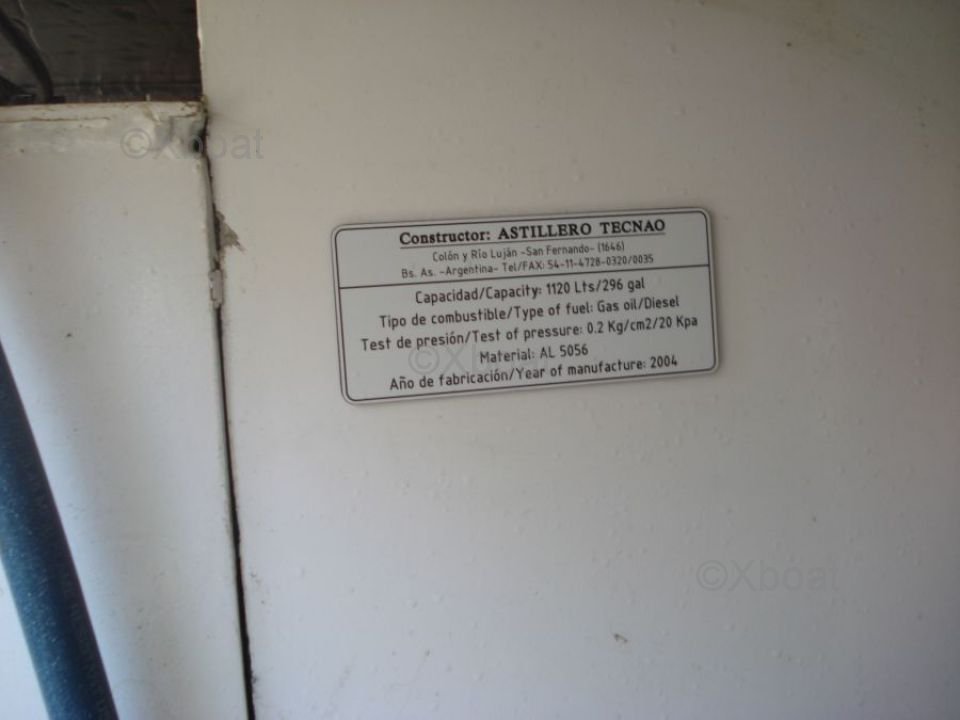 ©Xboat
Constructor: ASTILLERO TECNAO
Colón y Río Luján -San Fernando- (1646)
Bs. As. -Argentina- Tel/FAX: 54-11-4728-0320/0035
Capacidad/Capacity: 1120 Lts/296 gal
Tipo de combustible/Type of fuel: Gas oil/Diesel
Test de presión/Test of pressure: 0.2 Kg/cm2/20 Kpa
©Xboat
Material: AL 5056
Año de fabricación/Year of manufacture: 2004
©Xboat